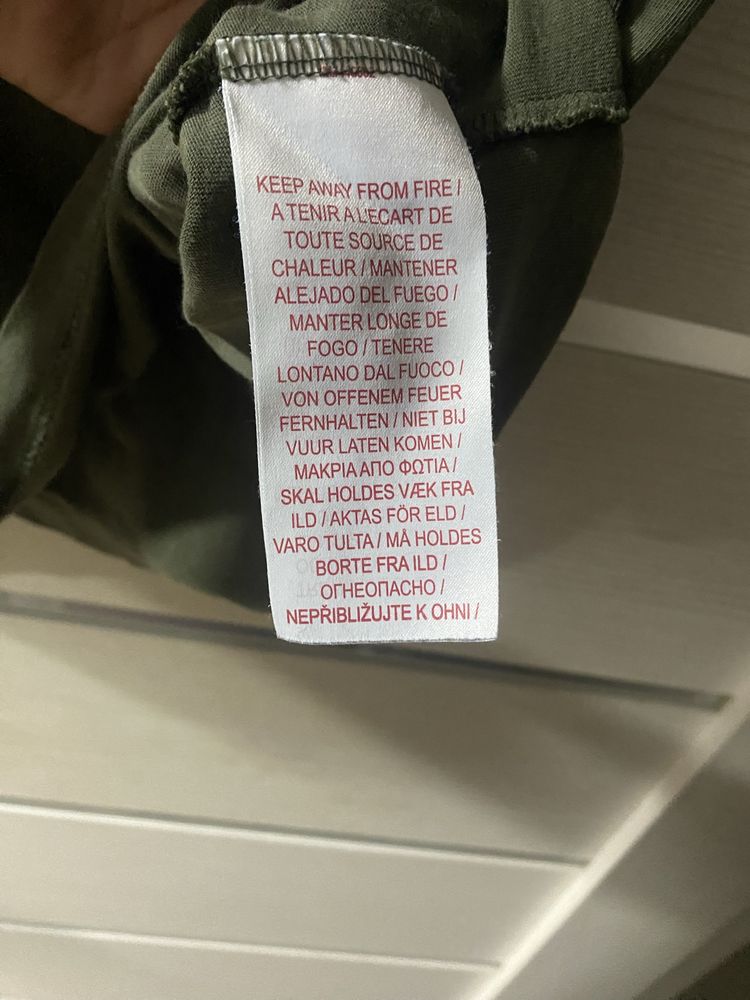 KEEP AWAY FROM FIRE /
A TENIR A L'ECART DE
TOUTE SOURCE DE
CHALEUR / MANTENER
ALEJADO DEL FUEGO /
MANTER LONGE DE
FOGO / TENERE
LONTANO DAL FUOCO /
VON OFFENEM FEUER
FERNHALTEN / NIET BIJ
VUUR LATEN KOMEN /
ΜΑΚΡΙΑ ΑΠΟ ΦΩΤΙΑ /
SKAL HOLDES VÆK FRA
ILD / AKTAS FÖR ELD /
VARO TULTA / MÅ HOLDES
BORTE FRA ILD /
ОГНЕОПАСНО /
NEPŘIBLIŽUJTE K OHNI /